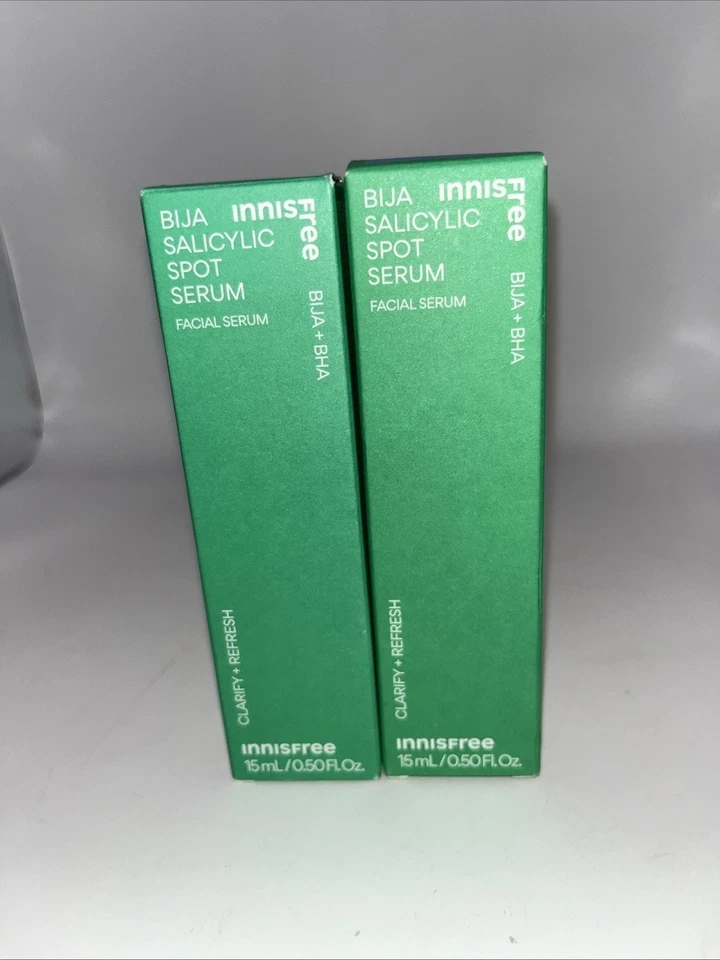 BIJA
SALICYLIC
SPOT
SERUM
FACIAL SERUM
innisfree
BIJA + BHA
CLARIFY + REFRESH
innisfree
15 mL / 0.50 Fl. Oz.
BIJA
SALICYLIC
SPOT
SERUM
FACIAL SERUM
innisfree
BIJA + BHA
CLARIFY + REFRESH
innisfree
15 mL / 0.50 Fl. Oz.